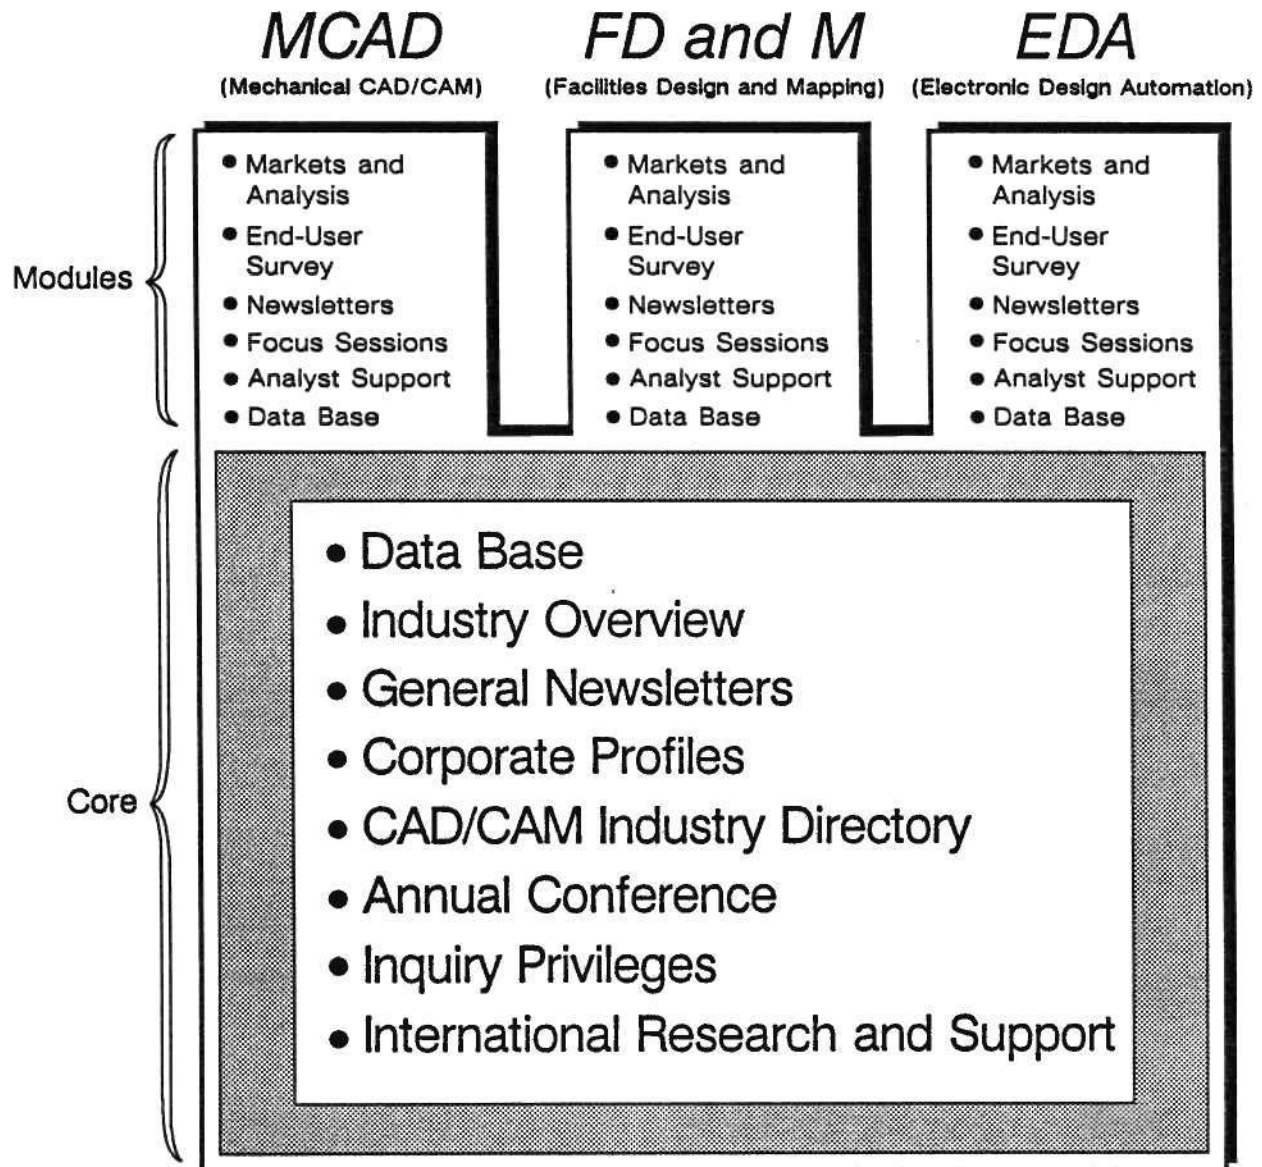 MCAD
(Mechanical CAD/CAM)
FD and M
(Facilities Design and Mapping)
EDA
(Electronic Design Automation)
Modules
• Markets and
Analysis
• End-User
Survey
• Newsletters
• Focus Sessions
• Analyst Support
• Data Base
• Markets and
Analysis
• End-User
Survey
• Newsletters
• Focus Sessions
• Analyst Support
• Data Base
• Markets and
Analysis
• End-User
Survey
• Newsletters
• Focus Sessions
• Analyst Support
• Data Base
Core
• Data Base
• Industry Overview
• General Newsletters
• Corporate Profiles
• CAD/CAM Industry Directory
• Annual Conference
• Inquiry Privileges
• International Research and Support